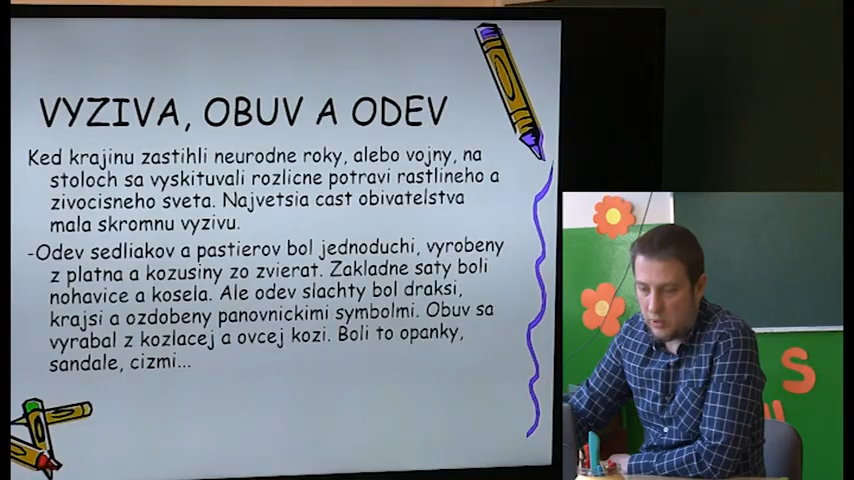 VYZIVA, OBUV A ODEV
Ked krajinu zastihli neurodne roky, alebo vojny, na
stoloch sa vyskituvali rozlicne potravi rastlineho a
zivocisneho sveta. Najvetsia cast obivatelstva
mala skromnu vyzivu.
-Odev sedliakov a pastierov bol jednoduchi, vyrobeny
z platna a kozusiny zo zvierat. Zakladne saty boli
nohavice a kosela. Ale odev slachty bol draksi,
krajsi a ozdobeny panovnickimi symbolmi. Obuv sa
vyrabal z kozlacej a ovcej kozi. Boli to opanky,
sandale, cizmi...
S